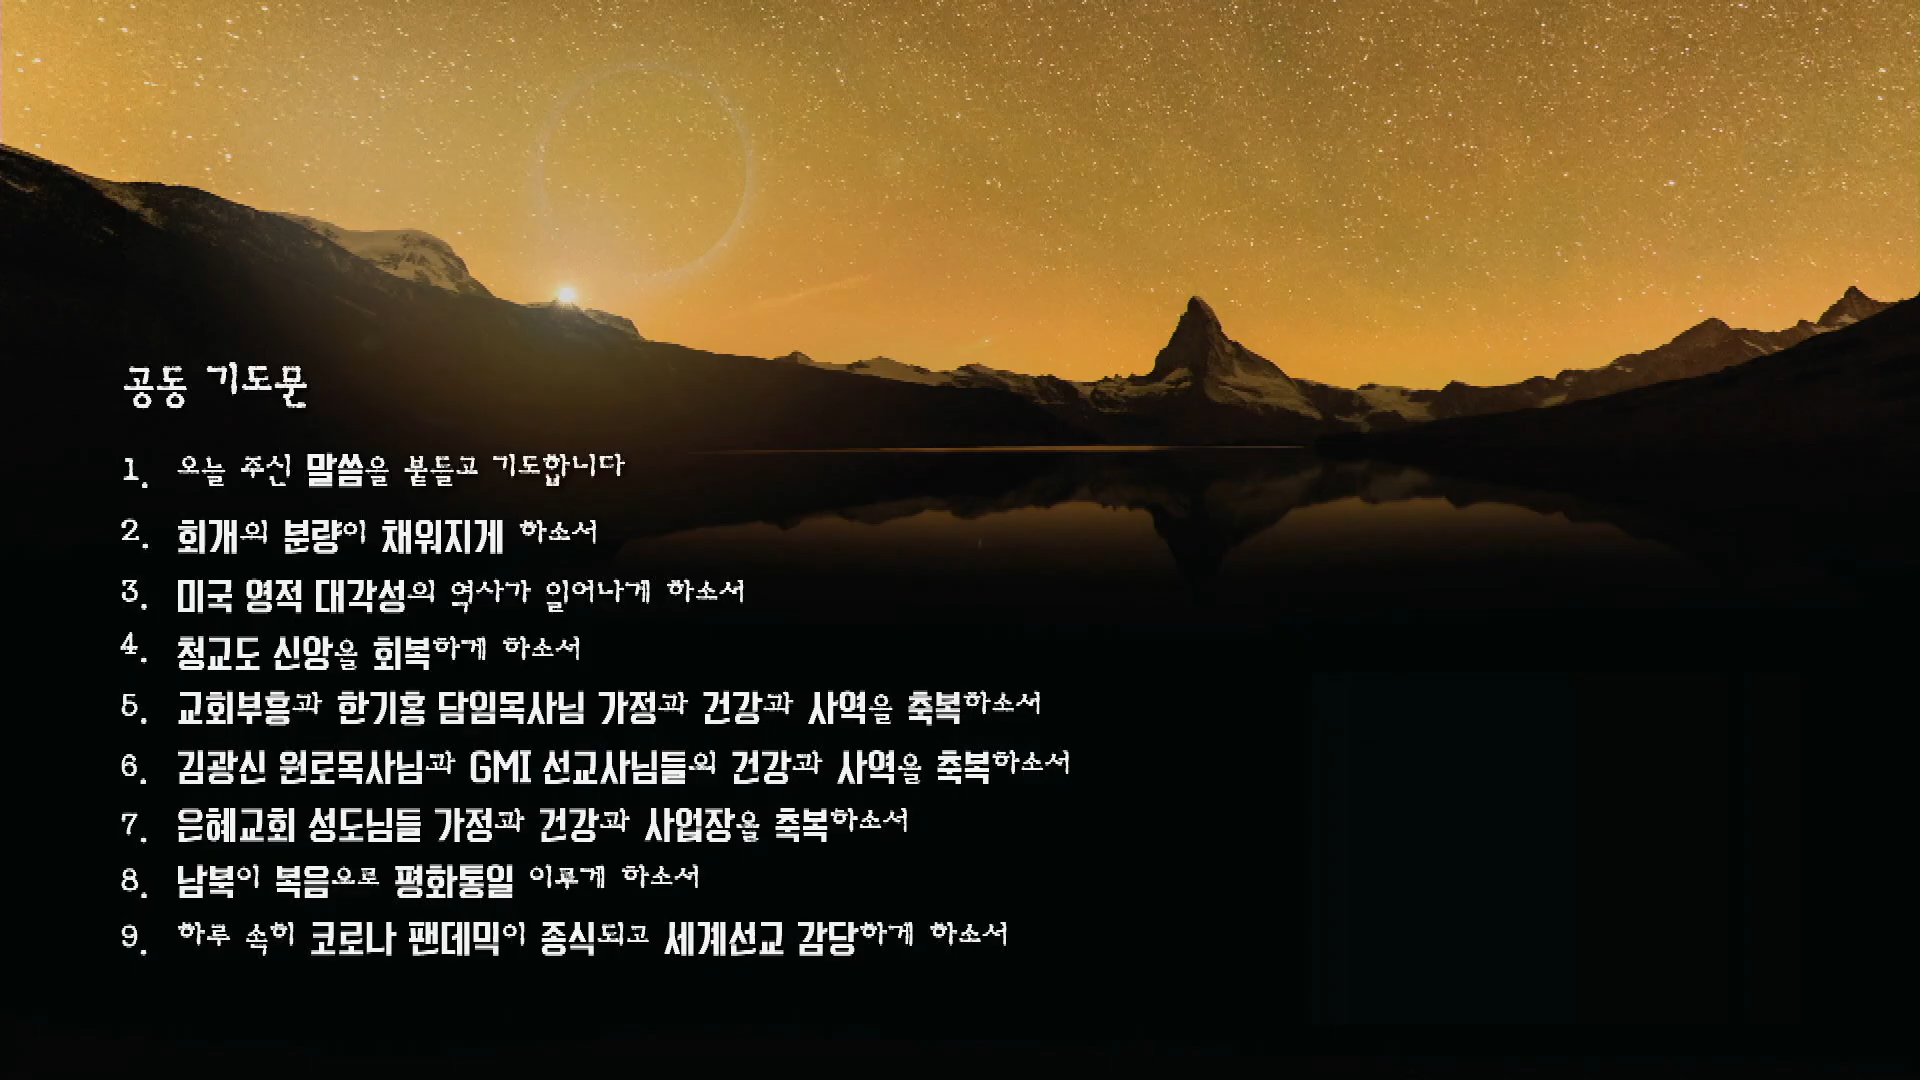 공동 기도문
1. 오늘 주신 말씀을 붙들고 기도합니다
2. 회개의 분량이 채워지게 하소서
3. 미국 영적 대각성의 역사가 일어나게 하소서
4. 청교도 신앙을 회복하게 하소서
5. 교회부흥과 한기홍 담임목사님 가정과 건강과 사역을 축복하소서
6. 김광신 원로목사님과 GMI 선교사님들의 건강과 사역을 축복하소서
7. 은혜교회 성도님들 가정과 건강과 사업장을 축복하소서
8. 남북이 복음으로 평화통일 이루게 하소서
9. 하루 속히 코로나 팬데믹이 종식되고 세계선교 감당하게 하소서